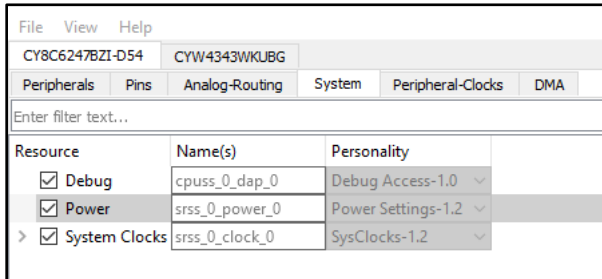 File View Help
CY8C6247BZI-D54 CYW4343WKUBG
Peripherals Pins Analog-Routing System Peripheral-Clocks DMA
Enter filter text...
Resource Name(s) Personality
Debug cpuss_0_dap_0 Debug Access-1.0
Power srss_0_power_0 Power Settings-1.2
System Clocks srss_0_clock_0 SysClocks-1.2